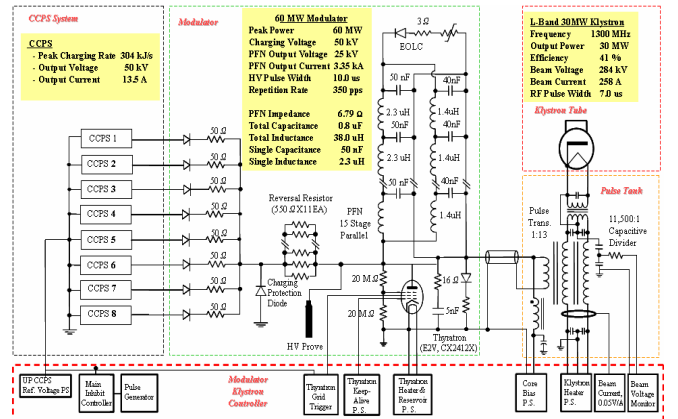 CCPS System
CCPS
- Peak Charging Rate 304 kJ/s
- Output Voltage 50 kV
- Output Current 13.5 A
CCPS 1
CCPS 2
CCPS 3
CCPS 4
CCPS 5
CCPS 6
CCPS 7
CCPS 8
50 Ω
50 Ω
50 Ω
50 Ω
50 Ω
50 Ω
50 Ω
50 Ω
Modulator
60 MW Modulator
Peak Power 60 MW
Charging Voltage 50 kV
PFN Output Voltage 25 kV
PFN Output Current 3.35 kA
HV Pulse Width 10.0 us
Repetition Rate 350 pps
PFN Impedance 6.79 Ω
Total Capacitance 0.8 uF
Total Inductance 38.0 uH
Single Capacitance 50 nF
Single Inductance 2.3 uH
Reversal Resistor
(550 Ω X11EA)
PFN
15 Stage
Parallel
Charging
Protection
Diode
HV Prove
3 Ω
EOLC
50 nF
40nF
2.3 uH
1.4uH
50nF
40nF
2.3 uH
1.4uH
50 nF
40nF
1.4uH
20 MΩ
20 MΩ
16 Ω
5nF
Thyratron
(E2V, CX2412X)
L-Band 30MW Klystron
Frequency 1300 MHz
Output Power 30 MW
Efficiency 41 %
Beam Voltage 284 kV
Beam Current 258 A
RF Pulse Width 7.0 us
Klystron Tube
Pulse Tank
Pulse
Trans.
1:13
11,500:1
Capacitive
Divider
UP CCPS
Ref. Voltage PS
Main
Inhibit
Controller
Pulse
Generator
Modulator
Klystron
Controller
Thyratron
Grid
Trigger
Thyratron
Keep-
Alive
P.S.
Thyratron
Heater &
Reservoir
P.S.
Core
Bias
P.S.
Klystron
Heater
P.S.
Beam
Current,
0.05V/A
Beam
Voltage
Monitor